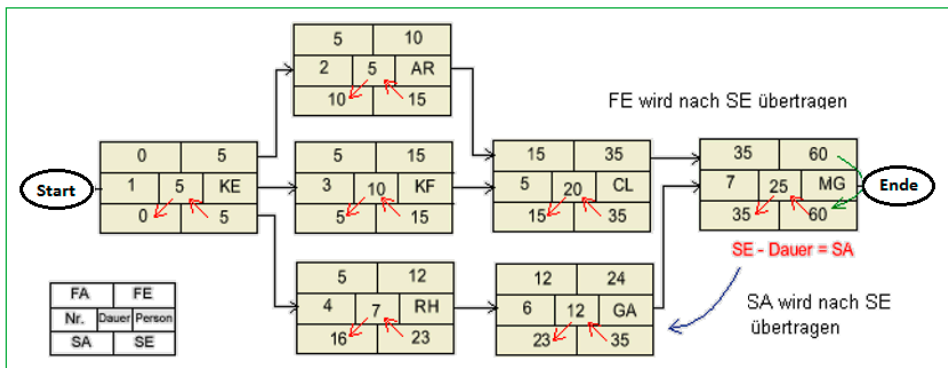 5 10
2 5 AR
10 15
FE wird nach SE übertragen
0 5
1 5 KE
0 5
5 15
3 10 KF
5 15
15 35
5 20 CL
15 35
35 60
7 25 MG
35 60
Start
Ende
SE - Dauer = SA
5 12
4 7 RH
16 23
12 24
6 12 GA
23 35
SA wird nach SE
übertragen
FA FE
Nr. Dauer Person
SA SE